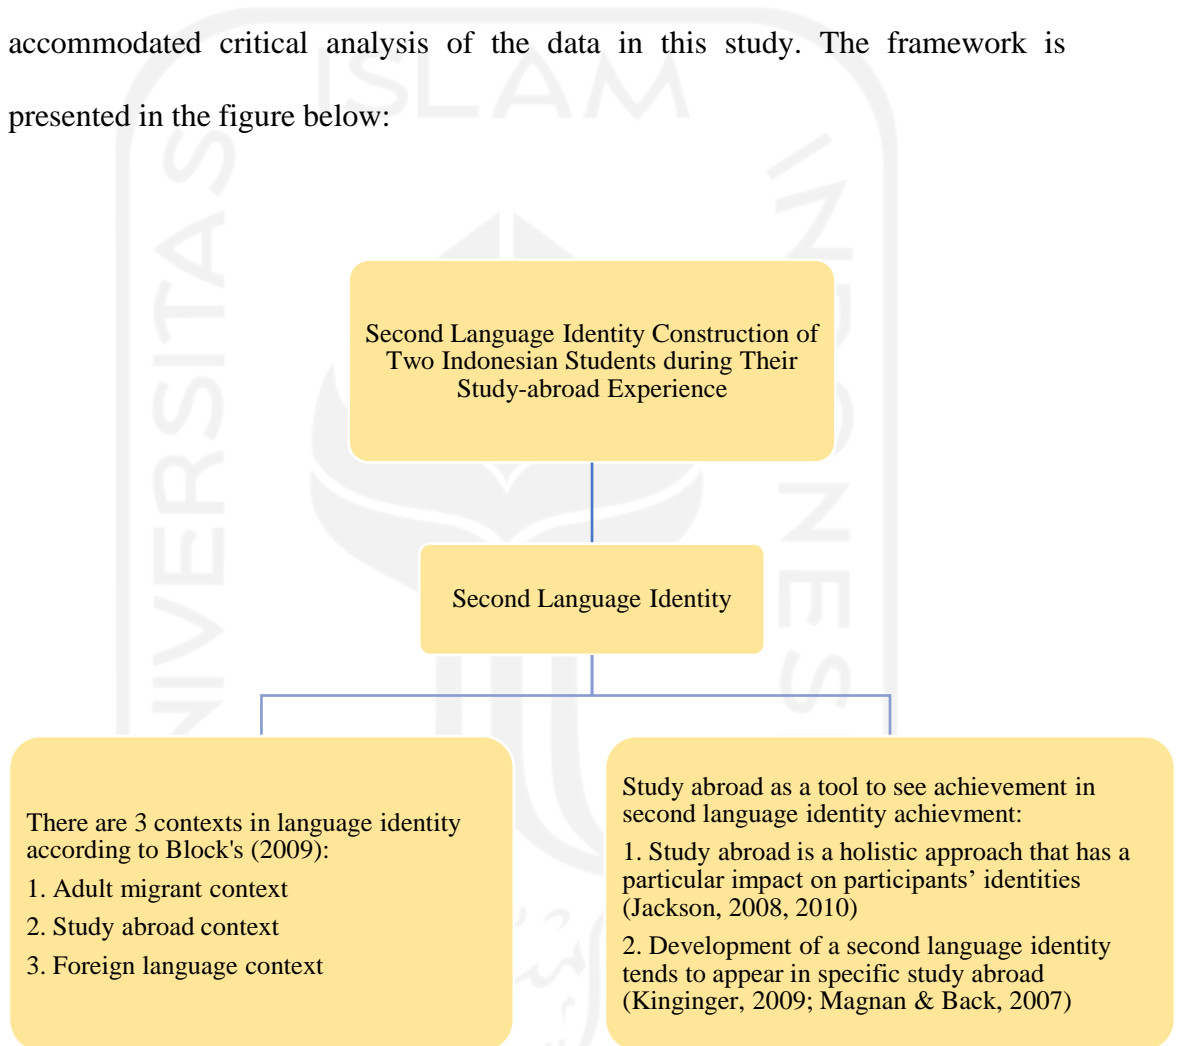 accommodated critical analysis of the data in this study. The framework is
presented in the figure below:
Second Language Identity Construction of
Two Indonesian Students during Their
Study-abroad Experience
Second Language Identity
There are 3 contexts in language identity
according to Block's (2009):
1. Adult migrant context
2. Study abroad context
3. Foreign language context
Study abroad as a tool to see achievement in
second language identity achievment:
1. Study abroad is a holistic approach that has a
particular impact on participants’ identities
(Jackson, 2008, 2010)
2. Development of a second language identity
tends to appear in specific study abroad
(Kinginger, 2009; Magnan & Back, 2007)
ISLAM
UNIVERSITAS